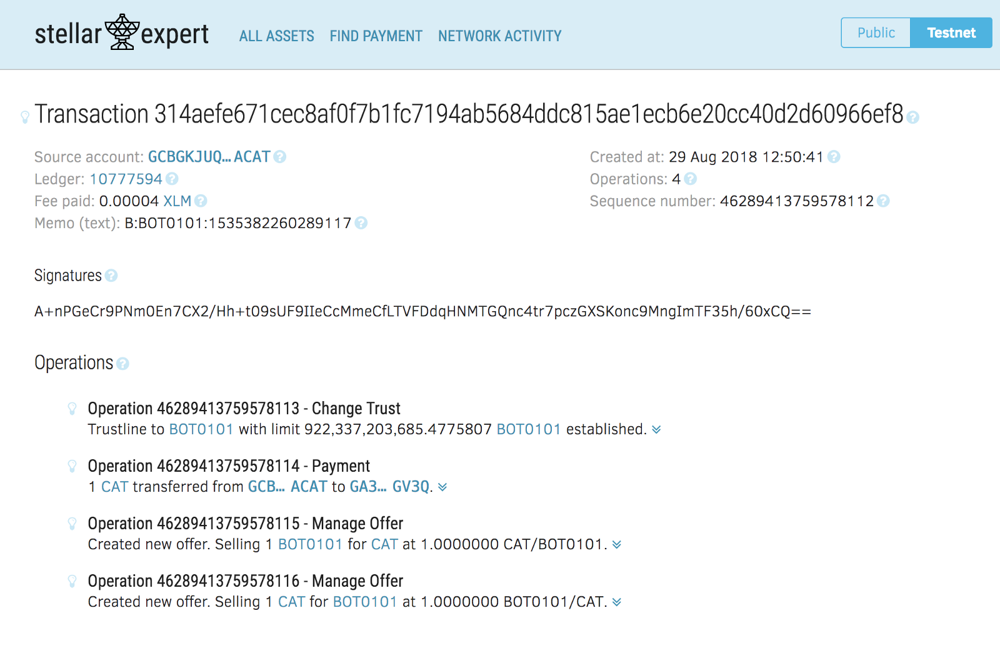 stellar expert ALL ASSETS FIND PAYMENT NETWORK ACTIVITY Public Testnet
Transaction 314aefe671cec8af0f7b1fc7194ab5684ddc815ae1ecb6e20cc40d2d60966ef8 ?
Source account: GCBGKJUQ... ACAT ?
Created at: 29 Aug 2018 12:50:41 ?
Ledger: 10777594 ?
Operations: 4 ?
Fee paid: 0.00004 XLM ?
Sequence number: 46289413759578112 ?
Memo (text): B:BOT0101:1535382260289117 ?
Signatures ?
A+nPGeCr9PNm0En7CX2/Hh+t09sUF9IIeCcMmeCfLTVFDdqHNMTGQnc4tr7pczGXSKonc9MngImTF35h/6OxCQ==
Operations ?
Operation 46289413759578113 - Change Trust
Trustline to BOT0101 with limit 922,337,203,685.4775807 BOT0101 established.
Operation 46289413759578114 - Payment
1 CAT transferred from GCB... ACAT to GA3... GV3Q.
Operation 46289413759578115 - Manage Offer
Created new offer. Selling 1 BOT0101 for CAT at 1.0000000 CAT/BOT0101.
Operation 46289413759578116 - Manage Offer
Created new offer. Selling 1 CAT for BOT0101 at 1.0000000 BOT0101/CAT.